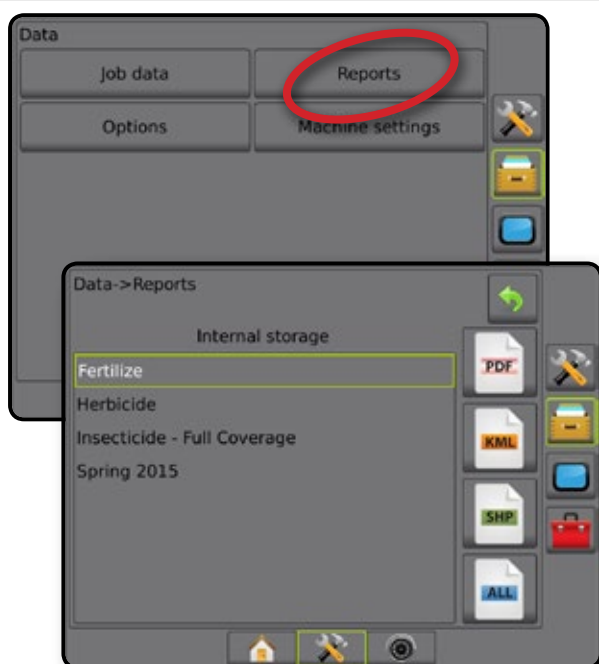 Data
Job data
Reports
Options
Machine settings
Data->Reports
Internal storage
Fertilize
Herbicide
Insecticide - Full Coverage
Spring 2015
PDF
KML
SHP
ALL